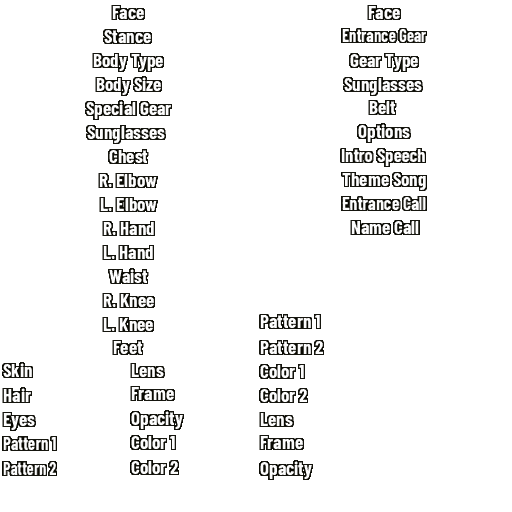 Face
Stance
Body Type
Body Size
Special Gear
Sunglasses
Chest
R. Elbow
L. Elbow
R. Hand
L. Hand
Waist
R. Knee
L. Knee
Feet
Skin
Hair
Eyes
Pattern 1
Pattern 2
Lens
Frame
Opacity
Color 1
Color 2
Face
Entrance Gear
Gear Type
Sunglasses
Belt
Options
Intro Speech
Theme Song
Entrance Call
Name Call
Pattern 1
Pattern 2
Color 1
Color 2
Lens
Frame
Opacity